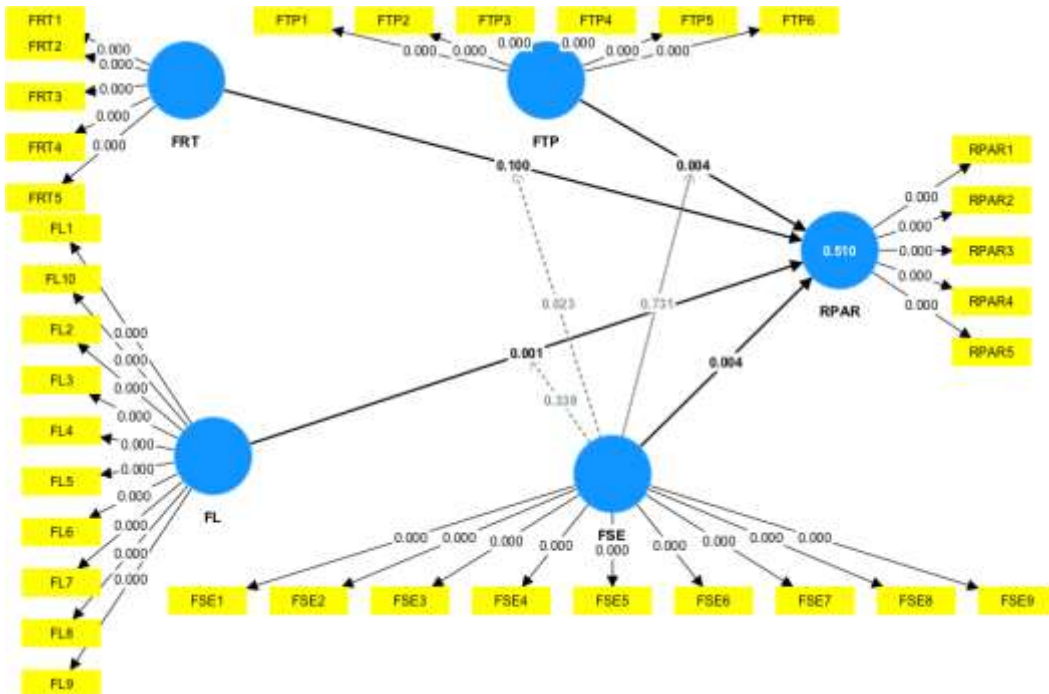 FRT1
FRT2
FRT3
FRT4
FRT5
0.000
0.000
0.000
0.000
0.000
FRT
FTP1
FTP2
FTP3
FTP4
FTP5
FTP6
0.000
0.000
0.000
0.000
0.000
0.000
FTP
0.100
0.004
RPAR1
RPAR2
RPAR3
RPAR4
RPAR5
0.000
0.000
0.000
0.000
0.000
0.510
RPAR
FL1
FL10
FL2
FL3
FL4
FL5
FL6
FL7
FL8
FL9
0.000
0.000
0.000
0.000
0.000
0.000
0.000
0.000
0.000
0.000
FL
0.023
0.731
0.001
0.004
0.339
FSE
0.000
0.000
0.000
0.000
0.000
0.000
0.000
0.000
0.000
FSE1
FSE2
FSE3
FSE4
FSE5
FSE6
FSE7
FSE8
FSE9